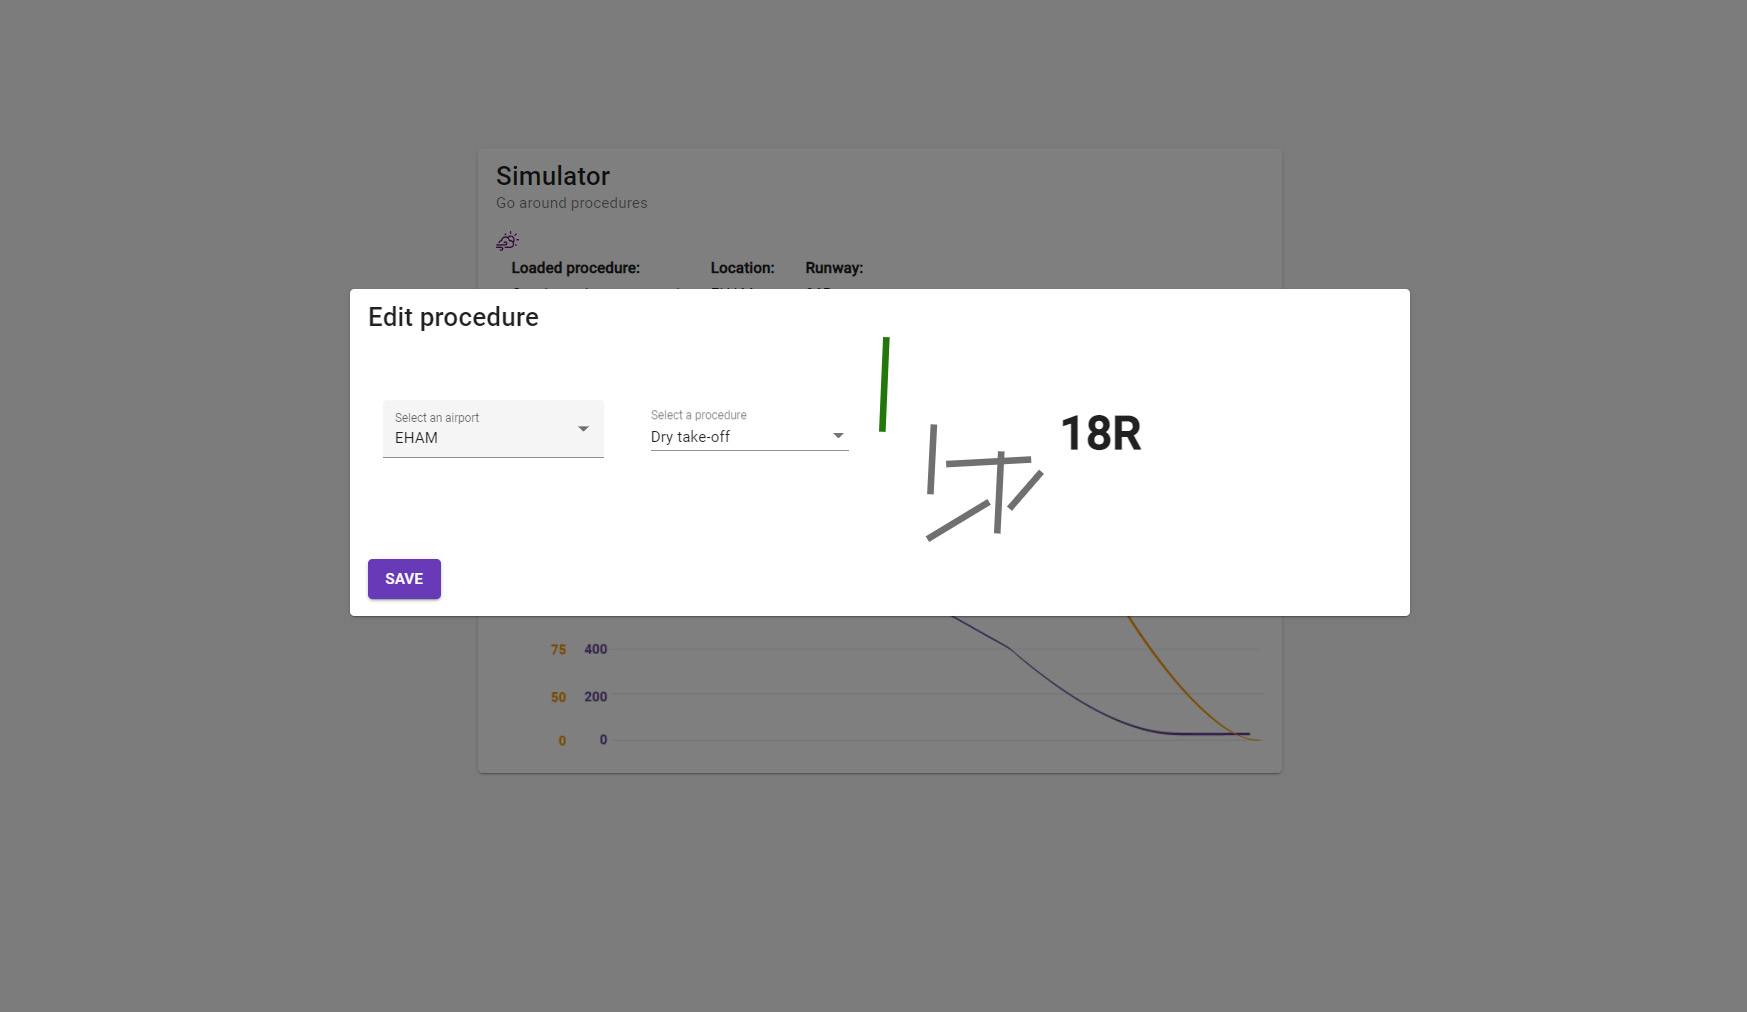 Simulator
Go around procedures
Loaded procedure: Location: Runway:
Edit procedure
Select an airport
EHAM
Select a procedure
Dry take-off
18R
SAVE
75 400
50 200
0 0